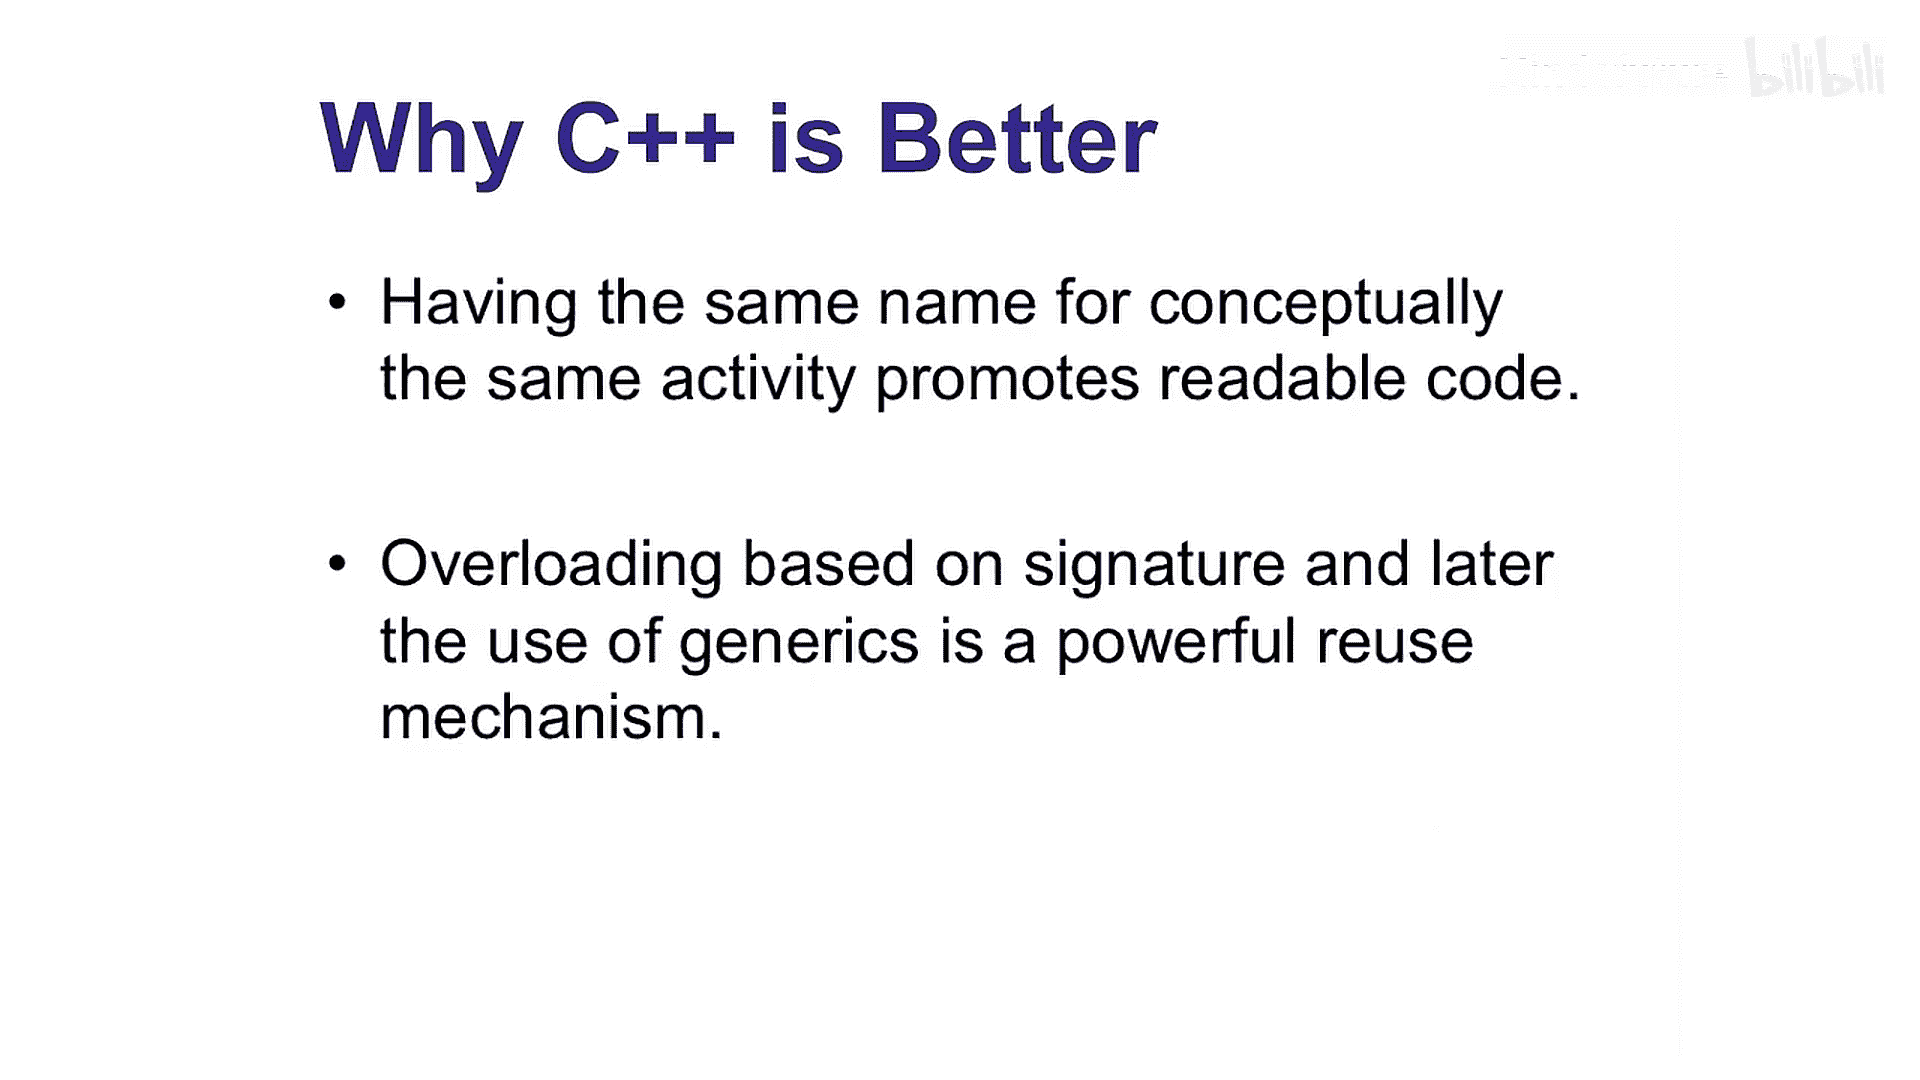 bilibili
Why C++ is Better
• Having the same name for conceptually
the same activity promotes readable code.
• Overloading based on signature and later
the use of generics is a powerful reuse
mechanism.